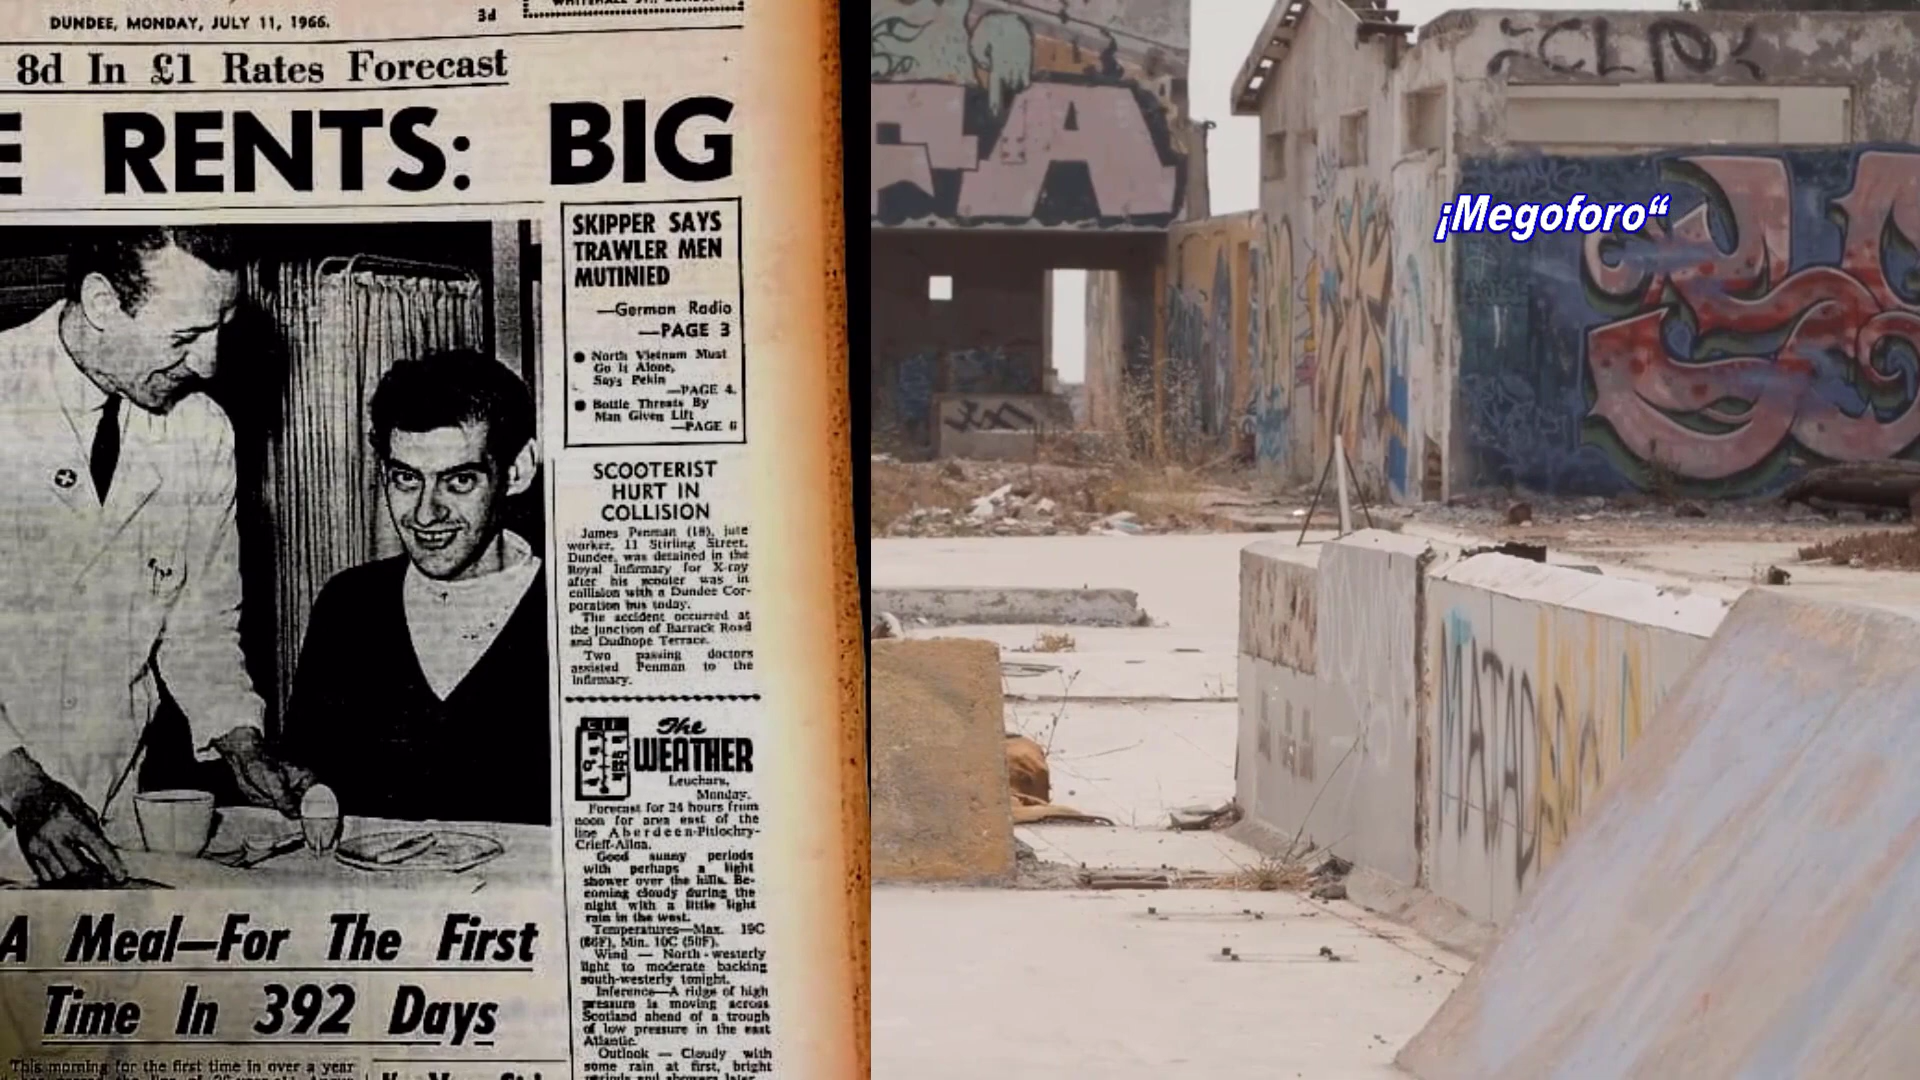 DUNDEE, MONDAY, JULY 11, 1966.
3d
8d In £1 Rates Forecast
E RENTS: BIG
SKIPPER SAYS
TRAWLER MEN
MUTINIED
—German Radio
—PAGE 3
● North Vietnam Must
Go It Alone,
Says Pekin
—PAGE 4.
● Bottle Threats By
Man Given Lift
—PAGE 6
SCOOTERIST
HURT IN
COLLISION
James Penman (18), jute
worker, 11 Stirling Street,
Dundee, was detained in the
Royal Infirmary for X-ray
after his scooter was in
collision with a Dundee Cor-
poration bus today.
The accident occurred at
the junction of Barrack Road
and Dudhope Terrace.
Two passing doctors
assisted Penman to the
Infirmary.
The
WEATHER
Leuchars,
Monday.
Forecast for 24 hours from
noon for area east of the
line Aberdeen-Pitlochry-
Crieff-Alloa.
Good sunny periods
with perhaps a light
shower over the hills. Be-
coming cloudy during the
night with a little light
rain in the west.
Temperatures—Max. 19C
(66F), Min. 10C (50F).
Wind — North-westerly
light to moderate backing
south-westerly tonight.
Inference—A ridge of high
pressure is moving across
Scotland ahead of a trough
of low pressure in the east
Atlantic.
Outlook — Cloudy with
some rain at first, bright
periods and showers later.
A Meal—For The First
Time In 392 Days
This morning for the first time in over a year
¡Megoforo“
MATAD